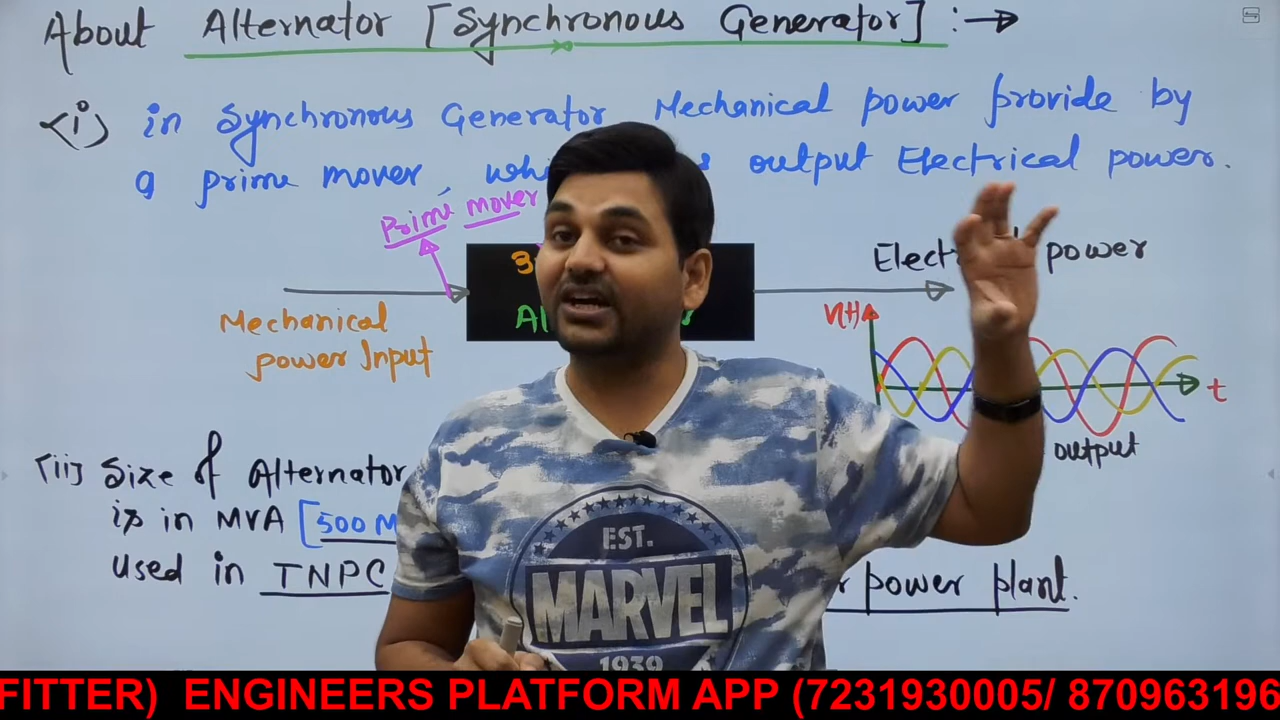 About Alternator [Synchronous Generator] :→
(i) in Synchronous Generator Mechanical power provide by
a prime mover, output Electrical power.
Prime mover
Electrical power
Mechanical
power Input
V(t)
t
output
(ii) Size of Alternator
is in MVA [500 M
used in TNPC power plant.
EST.
MARVEL
1939
FITTER) ENGINEERS PLATFORM APP (7231930005/ 870963196